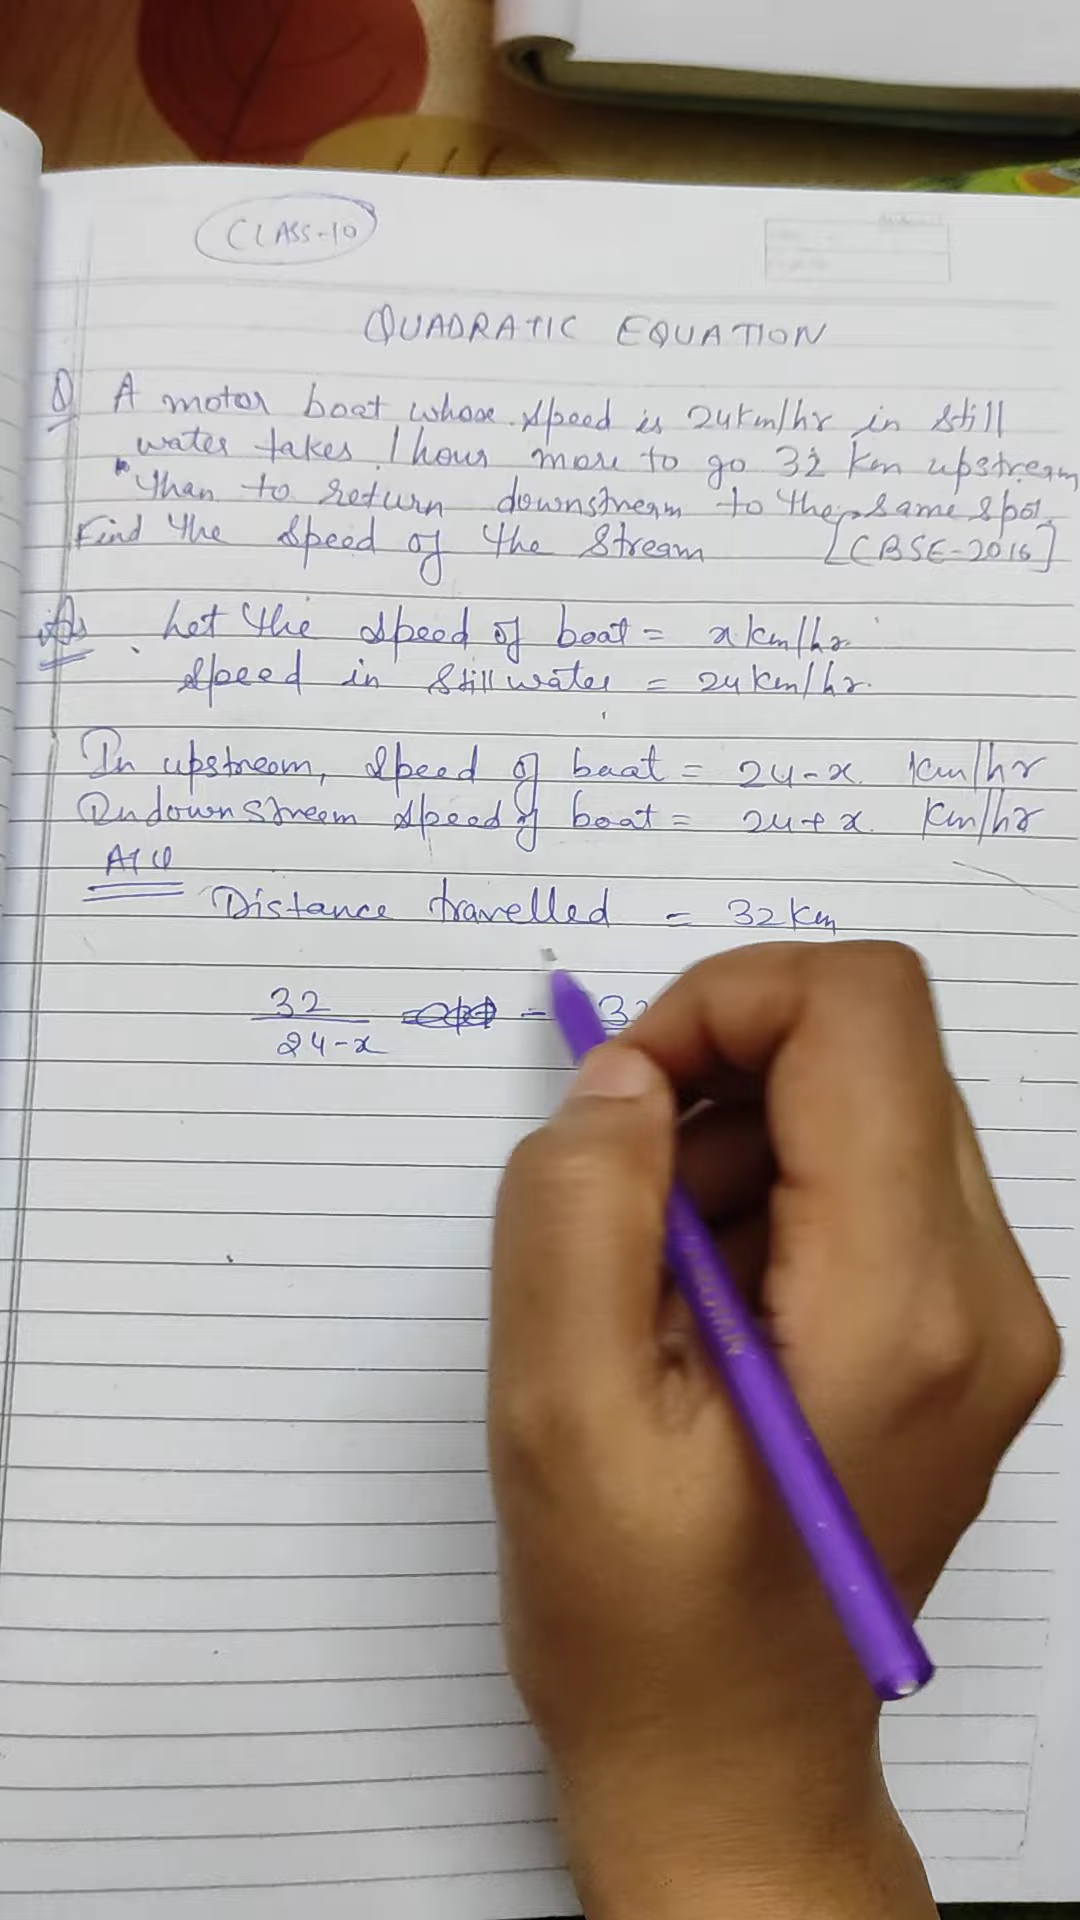 CLASS-10
QUADRATIC EQUATION
Q A motor boat whose speed is 24km/hr in still
water takes 1hour more to go 32 km upstream
than to return downstream to the same spot.
Find the speed of the stream [CBSE-2016]
Let the speed of boat = x km/hr.
speed in still water = 24 km/hr.
In upstream, speed of boat = 24-x km/hr
In downstream speed of boat = 24+x. Km/hr
ATQ
Distance travelled = 32 Km
32 - 32
24-x